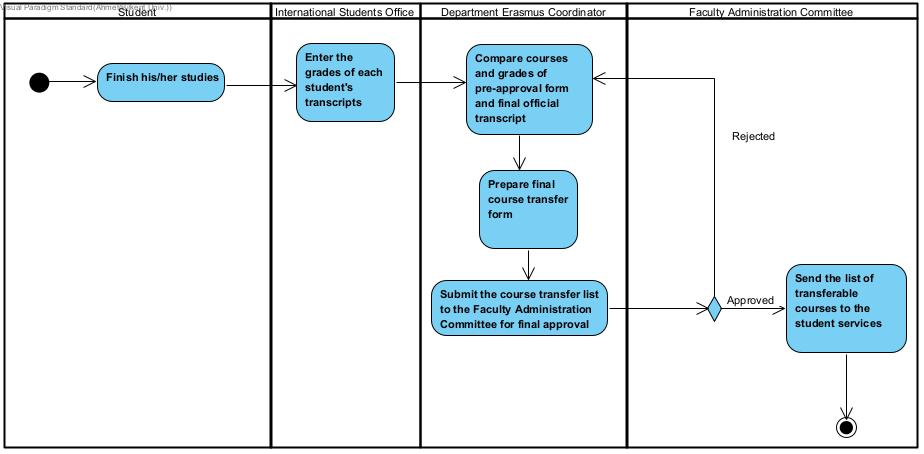 Visual Paradigm Standard(Ahmet(Bilkent Univ.))
Student
International Students Office
Department Erasmus Coordinator
Faculty Administration Committee
Finish his/her studies
Enter the
grades of each
student's
transcripts
Compare courses
and grades of
pre-approval form
and final official
transcript
Rejected
Prepare final
course transfer
form
Submit the course transfer list
to the Faculty Administration
Committee for final approval
Approved
Send the list of
transferable
courses to the
student services